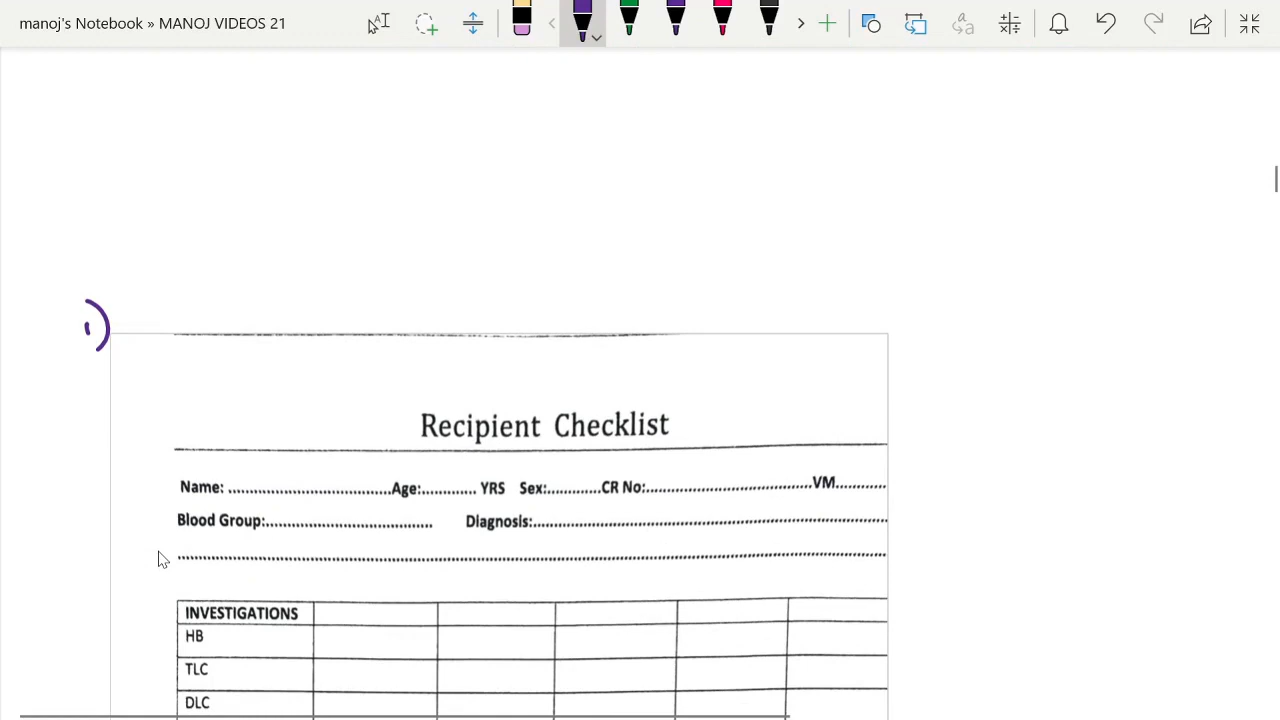 manoj's Notebook » MANOJ VIDEOS 21
1)
Recipient Checklist
Name: ........................................Age:............. YRS Sex:.............CR No:........................................VM............
Blood Group:........................................ Diagnosis:................................................................................
................................................................................................................................................
INVESTIGATIONS
HB
TLC
DLC